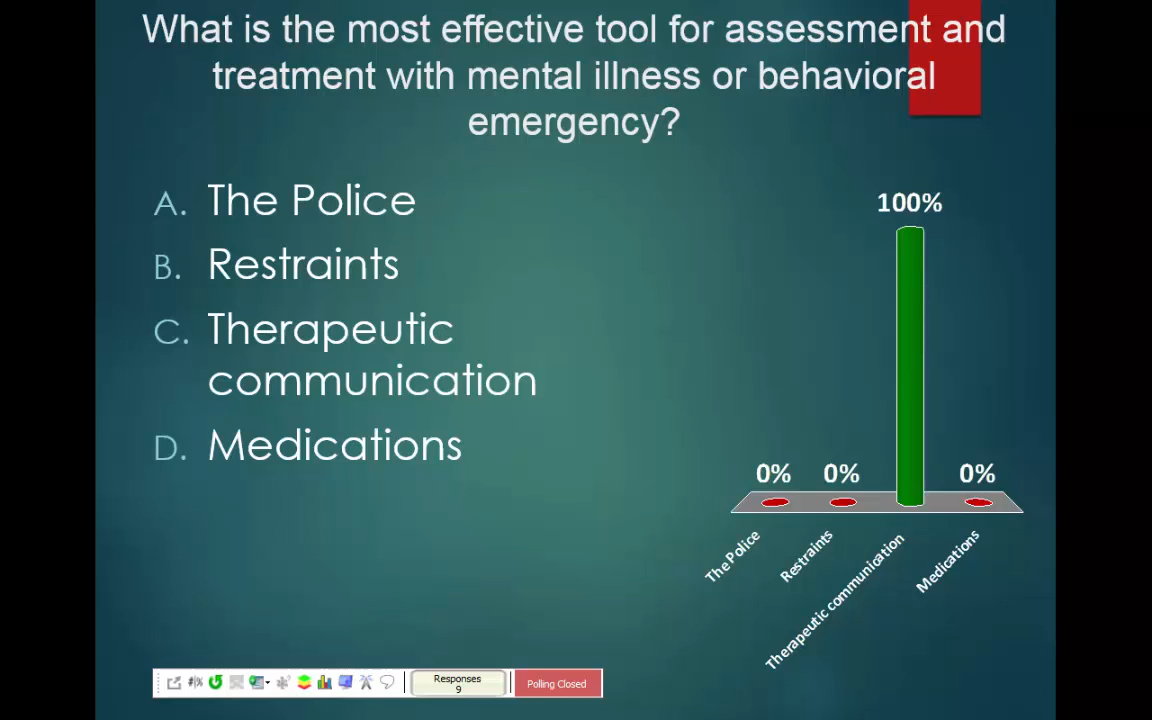 What is the most effective tool for assessment and
treatment with mental illness or behavioral
emergency?
A. The Police
B. Restraints
C. Therapeutic
communication
D. Medications
100%
0%
0%
0%
The Police
Restraints
Therapeutic communication
Medications
Responses
9
Polling Closed